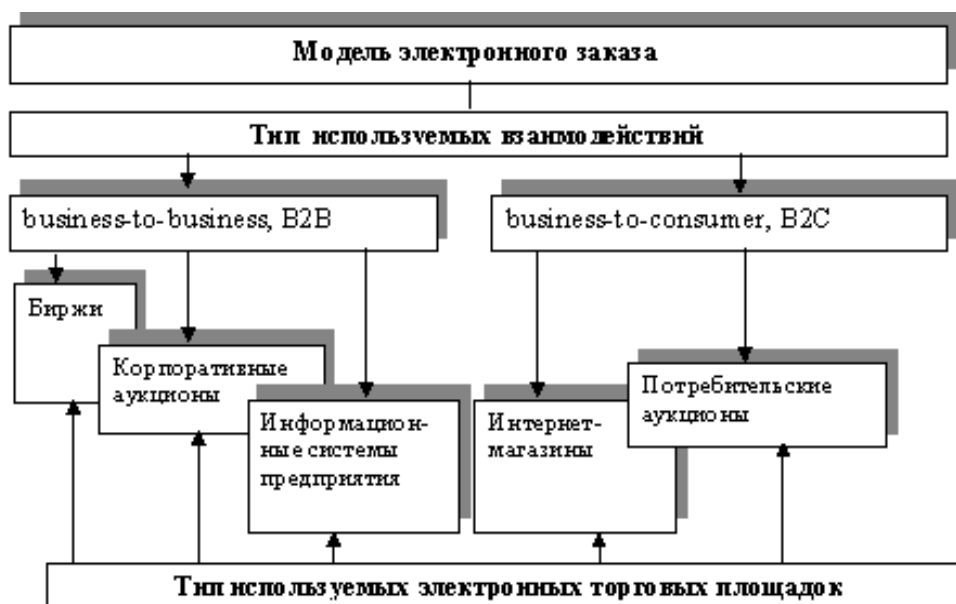 Модель электронного заказа
Тип используемых взаимодействий
business-to-business, B2B
business-to-consumer, B2C
Биржи
Корпоративные
аукционы
Информацион-
ные системы
предприятия
Интернет-
магазины
Потребительские
аукционы
Тип используемых электронных торговых площадок